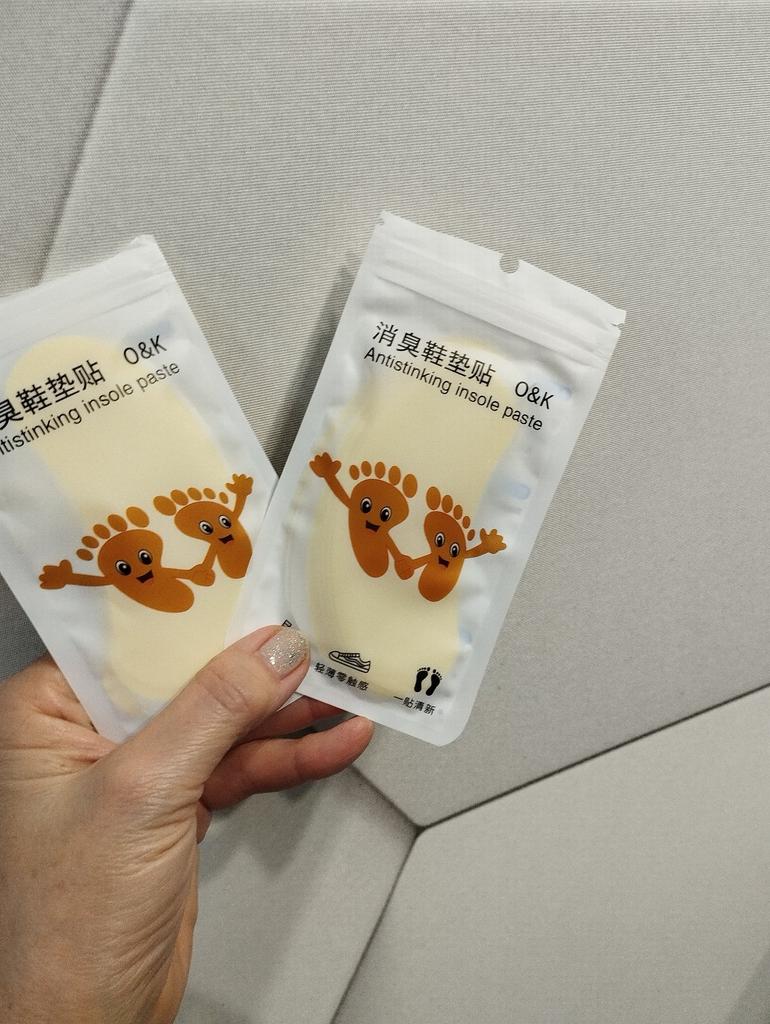 臭鞋垫贴 O&K
tistinking insole paste
消臭鞋垫贴 O&K
Antistinking insole paste
轻薄零触感
一贴清新